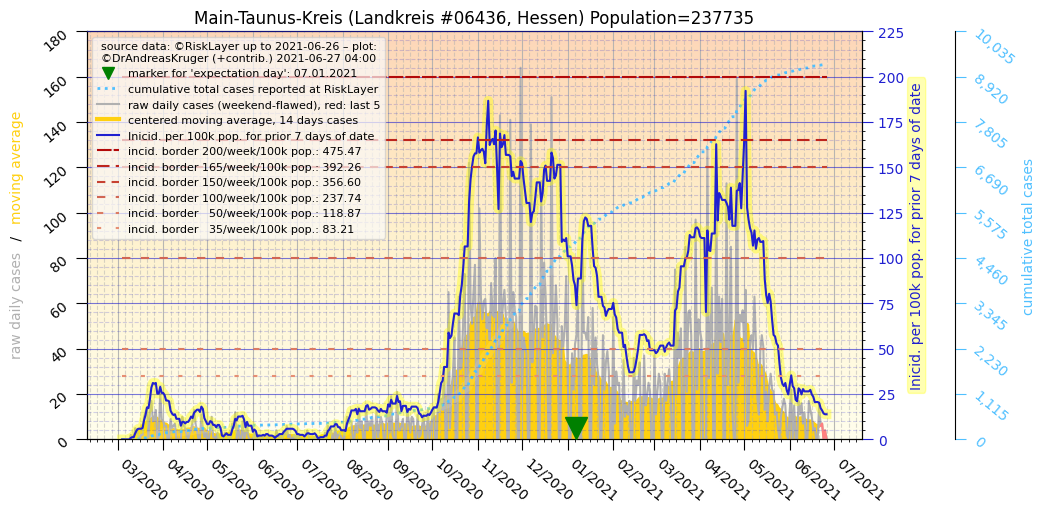 Main-Taunus-Kreis (Landkreis #06436, Hessen) Population=237735
source data: ©RiskLayer up to 2021-06-26 – plot:
©DrAndreasKruger (+contrib.) 2021-06-27 04:00
marker for 'expectation day': 07.01.2021
cumulative total cases reported at RiskLayer
raw daily cases (weekend-flawed), red: last 5
centered moving average, 14 days cases
Inicid. per 100k pop. for prior 7 days of date
incid. border 200/week/100k pop.: 475.47
incid. border 165/week/100k pop.: 392.26
incid. border 150/week/100k pop.: 356.60
incid. border 100/week/100k pop.: 237.74
incid. border 50/week/100k pop.: 118.87
incid. border 35/week/100k pop.: 83.21
raw daily cases / moving average
180
160
140
120
100
80
60
40
20
0
03/2020
04/2020
05/2020
06/2020
07/2020
08/2020
09/2020
10/2020
11/2020
12/2020
01/2021
02/2021
03/2021
04/2021
05/2021
06/2021
07/2021
225
200
175
150
125
100
75
50
25
0
Inicid. per 100k pop. for prior 7 days of date
10,035
8,920
7,805
6,690
5,575
4,460
3,345
2,230
1,115
0
cumulative total cases